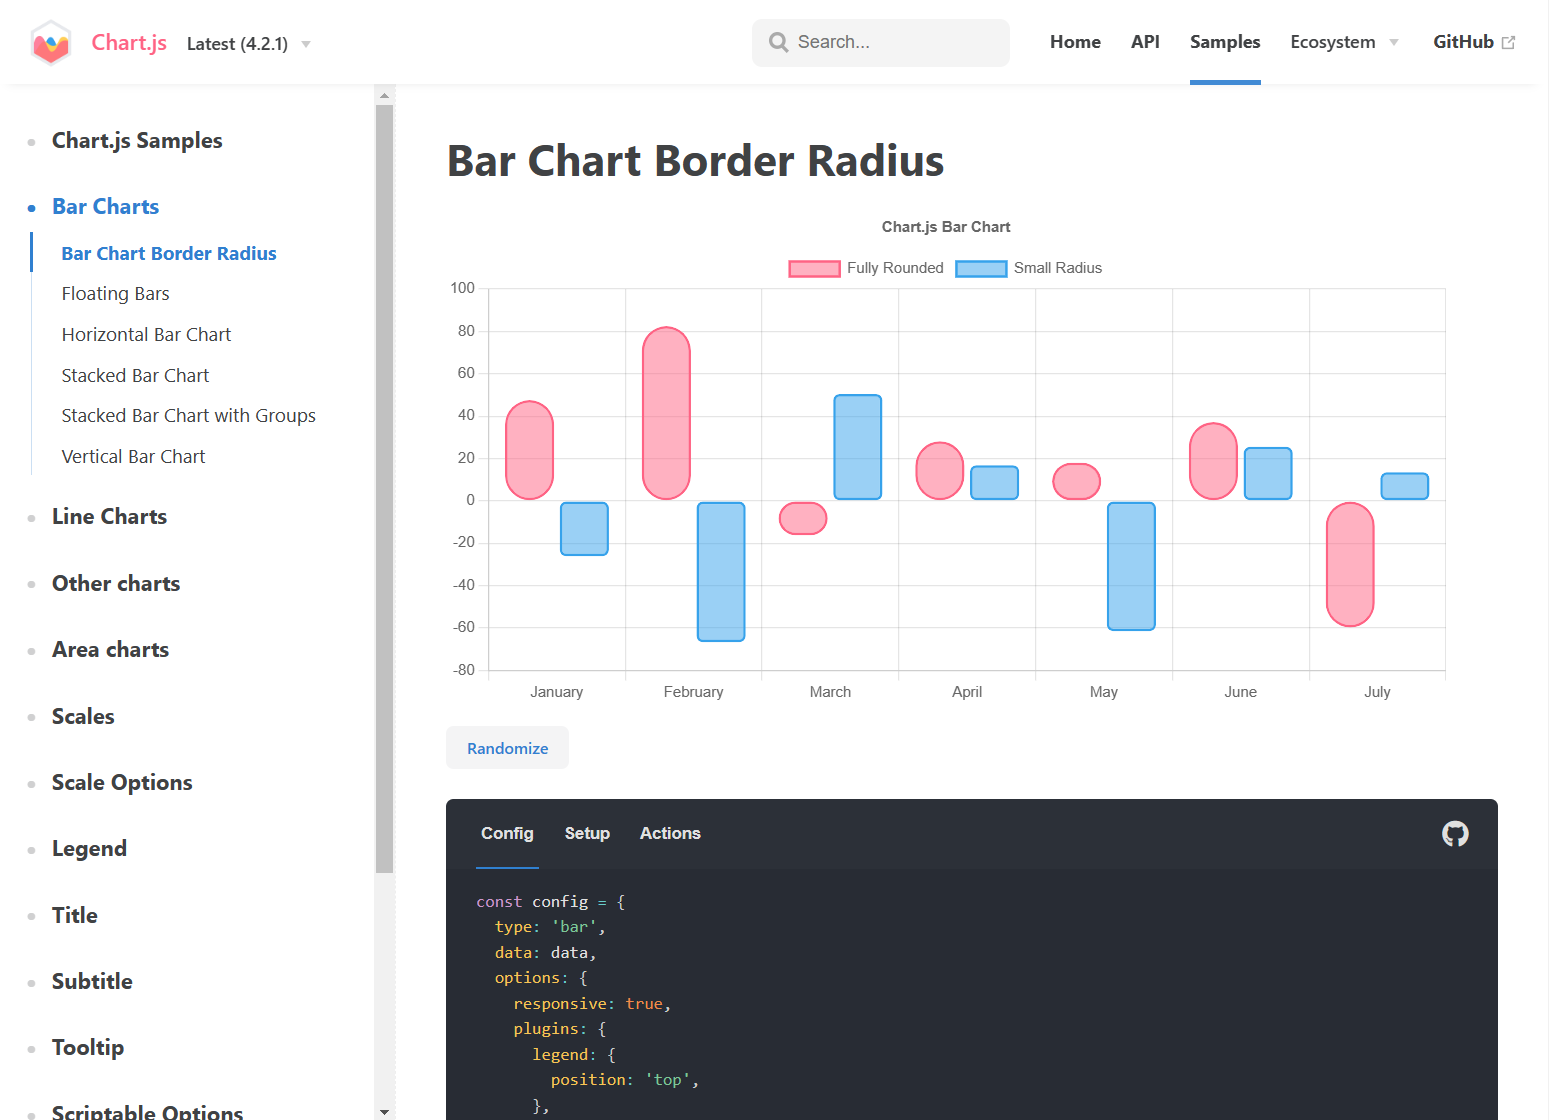 Chart.js Latest (4.2.1) Search... Home API Samples Ecosystem GitHub
Chart.js Samples
Bar Charts
Bar Chart Border Radius
Floating Bars
Horizontal Bar Chart
Stacked Bar Chart
Stacked Bar Chart with Groups
Vertical Bar Chart
Line Charts
Other charts
Area charts
Scales
Scale Options
Legend
Title
Subtitle
Tooltip
Scriptable Options
Bar Chart Border Radius
Chart.js Bar Chart
Fully Rounded Small Radius
100
80
60
40
20
0
-20
-40
-60
-80
January February March April May June July
Randomize
Config Setup Actions
const config = {
type: 'bar',
data: data,
options: {
responsive: true,
plugins: {
legend: {
position: 'top',
},